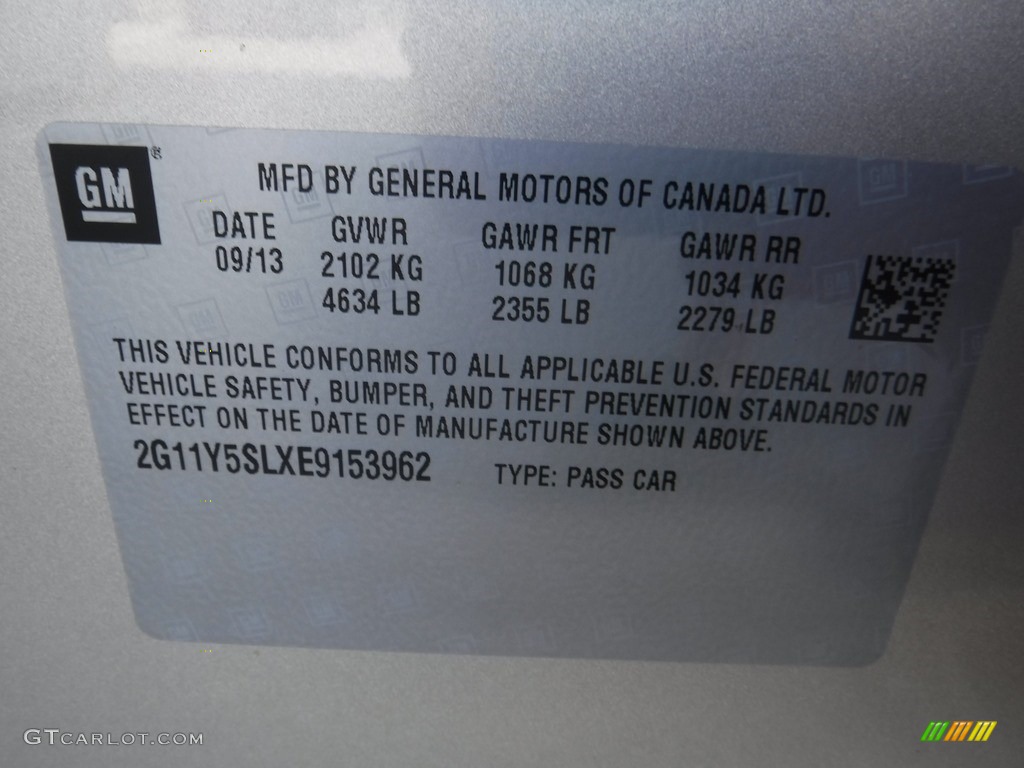 GM®
MFD BY GENERAL MOTORS OF CANADA LTD.
DATE GVWR GAWR FRT GAWR RR
09/13 2102 KG 1068 KG 1034 KG
4634 LB 2355 LB 2279 LB
THIS VEHICLE CONFORMS TO ALL APPLICABLE U.S. FEDERAL MOTOR
VEHICLE SAFETY, BUMPER, AND THEFT PREVENTION STANDARDS IN
EFFECT ON THE DATE OF MANUFACTURE SHOWN ABOVE.
2G11Y5SLXE9153962 TYPE: PASS CAR
GTCARLOT.COM